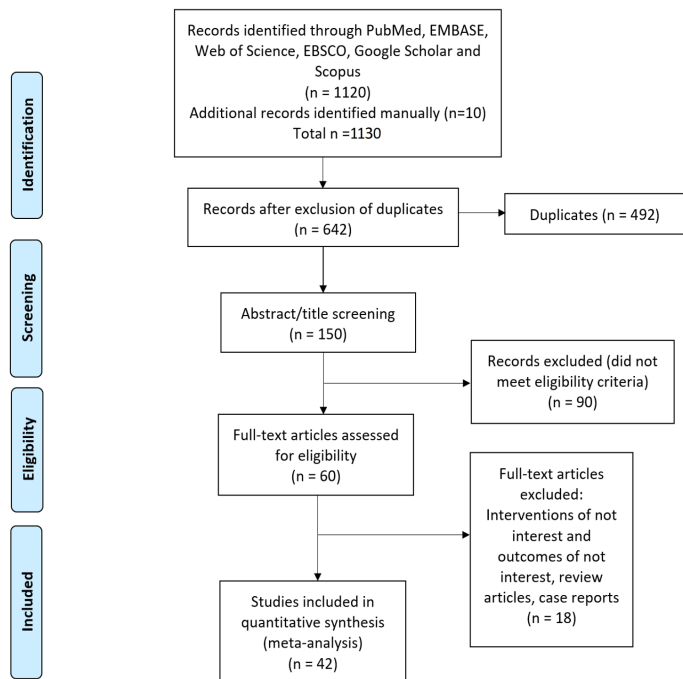 Records identified through PubMed, EMBASE,
Web of Science, EBSCO, Google Scholar and
Scopus
(n = 1120)
Additional records identified manually (n=10)
Total n =1130
Identification
Records after exclusion of duplicates
(n = 642)
Duplicates (n = 492)
Screening
Abstract/title screening
(n = 150)
Records excluded (did not
meet eligibility criteria)
(n = 90)
Eligibility
Full-text articles assessed
for eligibility
(n = 60)
Full-text articles
excluded:
Interventions of not
interest and
outcomes of not
interest, review
articles, case reports
(n = 18)
Included
Studies included in
quantitative synthesis
(meta-analysis)
(n = 42)